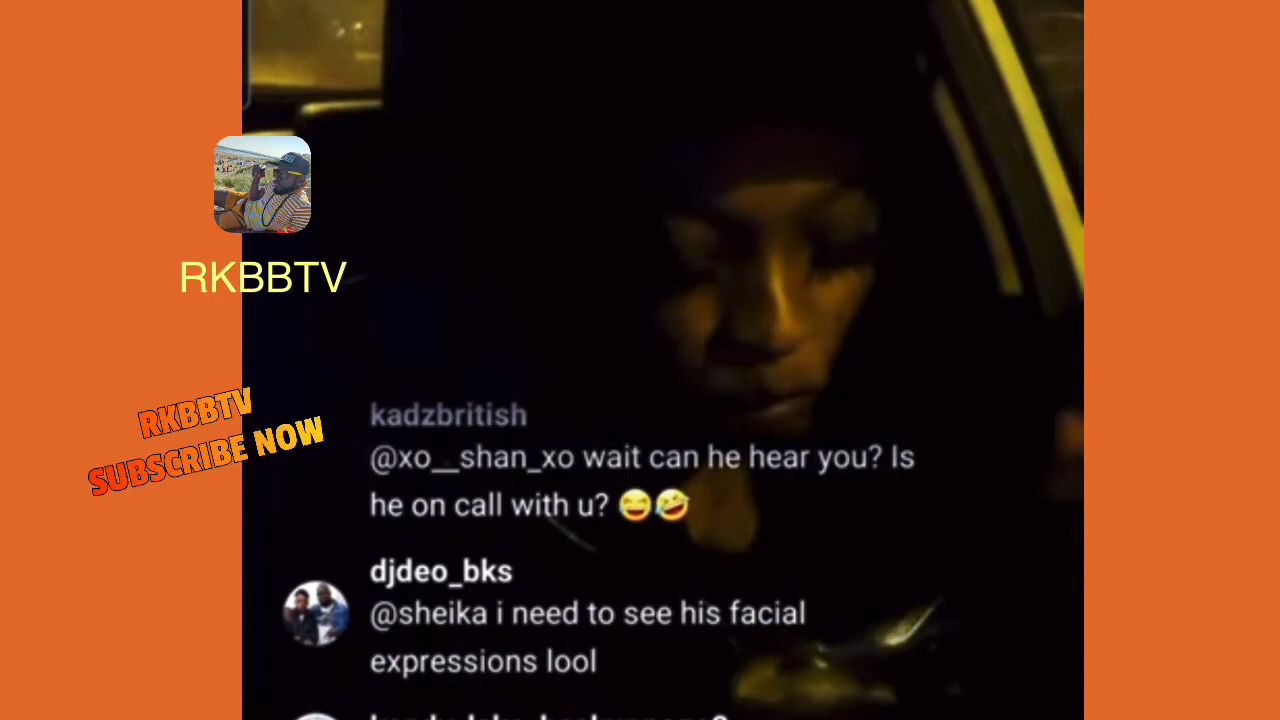 RKBBTV
RKBBTV
SUBSCRIBE NOW
kadzbritish
@xo__shan_xo wait can he hear you? Is
he on call with u? 😆🤣
djdeo_bks
@sheika i need to see his facial
expressions lool